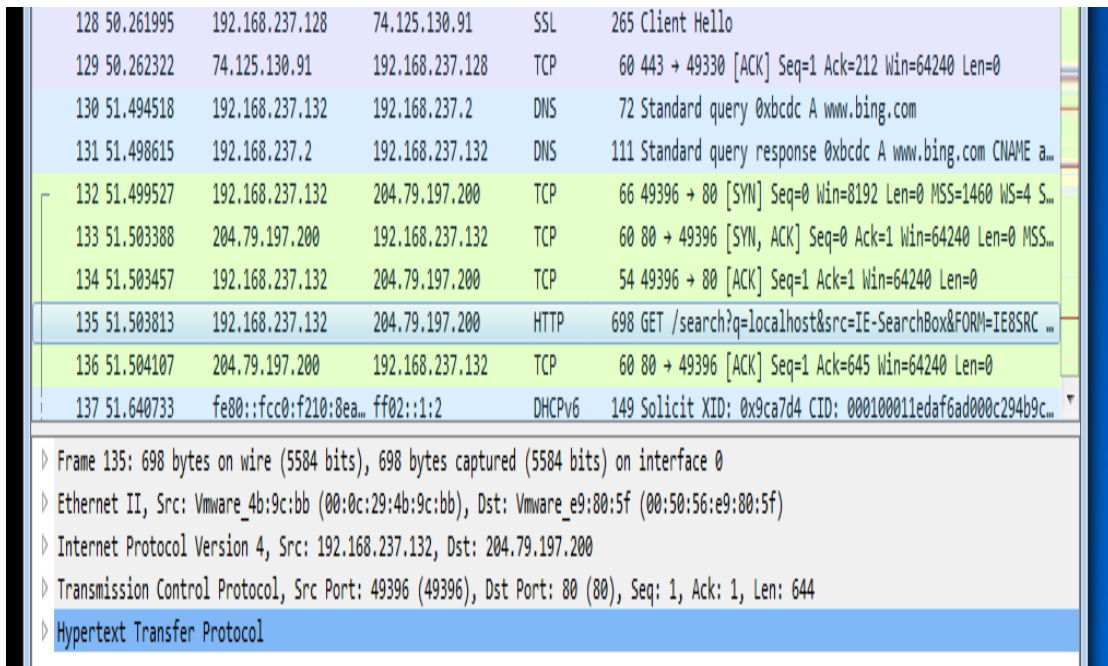 128 50.261995 192.168.237.128 74.125.130.91 SSL 265 Client Hello
129 50.262322 74.125.130.91 192.168.237.128 TCP 60 443 → 49330 [ACK] Seq=1 Ack=212 Win=64240 Len=0
130 51.494518 192.168.237.132 192.168.237.2 DNS 72 Standard query 0xbcdc A www.bing.com
131 51.498615 192.168.237.2 192.168.237.132 DNS 111 Standard query response 0xbcdc A www.bing.com CNAME a…
132 51.499527 192.168.237.132 204.79.197.200 TCP 66 49396 → 80 [SYN] Seq=0 Win=8192 Len=0 MSS=1460 WS=4 S…
133 51.503388 204.79.197.200 192.168.237.132 TCP 60 80 → 49396 [SYN, ACK] Seq=0 Ack=1 Win=64240 Len=0 MSS…
134 51.503457 192.168.237.132 204.79.197.200 TCP 54 49396 → 80 [ACK] Seq=1 Ack=1 Win=64240 Len=0
135 51.503813 192.168.237.132 204.79.197.200 HTTP 698 GET /search?q=localhost&src=IE-SearchBox&FORM=IE8SRC …
136 51.504107 204.79.197.200 192.168.237.132 TCP 60 80 → 49396 [ACK] Seq=1 Ack=645 Win=64240 Len=0
137 51.640733 fe80::fcc0:f210:8ea… ff02::1:2 DHCPv6 149 Solicit XID: 0x9ca7d4 CID: 000100011edaf6ad000c294b9c…
Frame 135: 698 bytes on wire (5584 bits), 698 bytes captured (5584 bits) on interface 0
Ethernet II, Src: Vmware_4b:9c:bb (00:0c:29:4b:9c:bb), Dst: Vmware_e9:80:5f (00:50:56:e9:80:5f)
Internet Protocol Version 4, Src: 192.168.237.132, Dst: 204.79.197.200
Transmission Control Protocol, Src Port: 49396 (49396), Dst Port: 80 (80), Seq: 1, Ack: 1, Len: 644
Hypertext Transfer Protocol